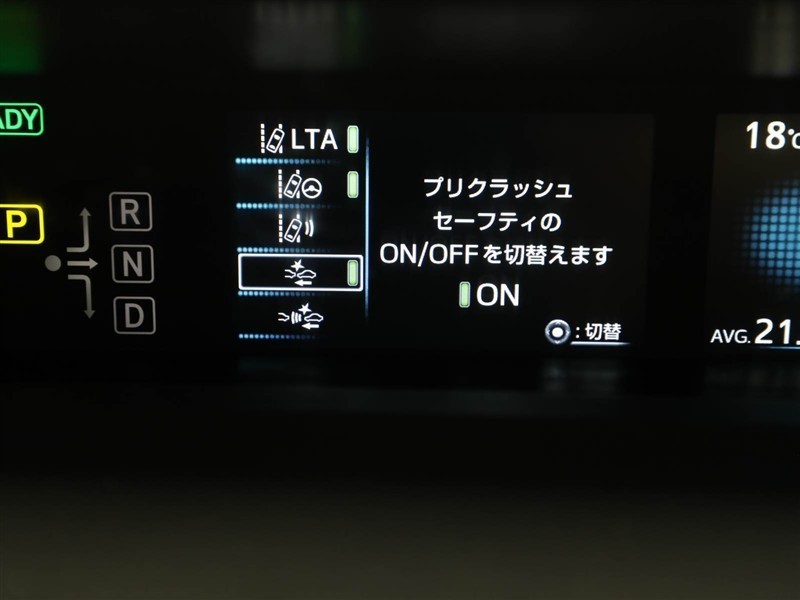 ADY
P
R
N
D
LTA
プリクラッシュ
セーフティの
ON/OFFを切替えます
ON
:切替
18℃
AVG.21.